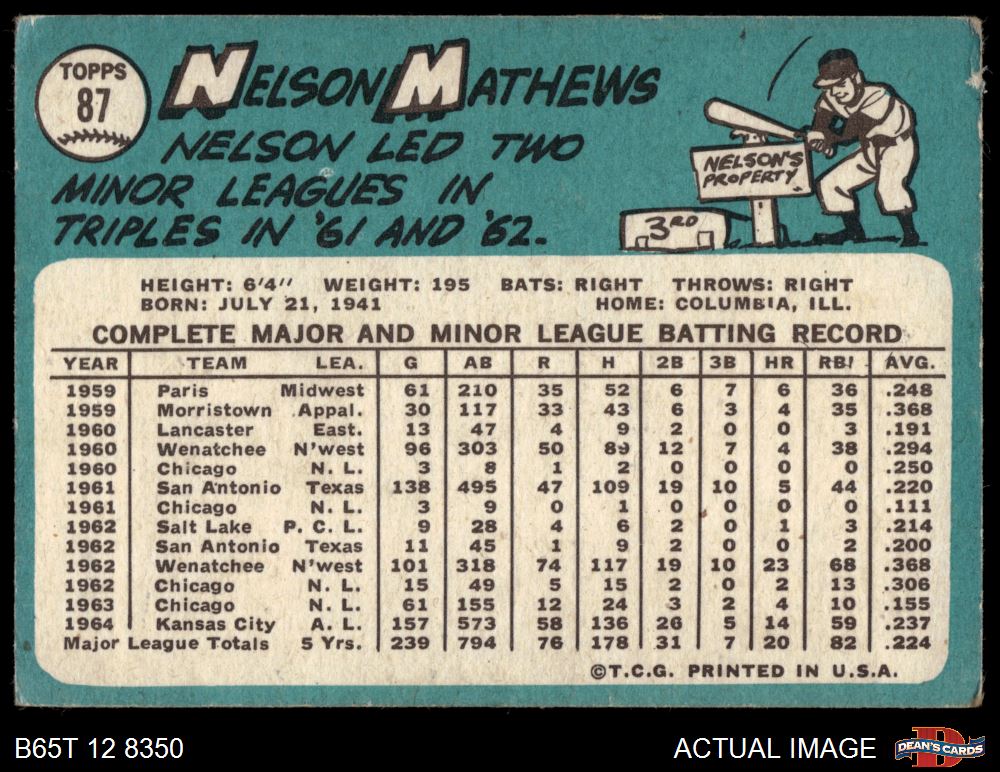 TOPPS
87
NELSON MATHEWS
NELSON LED TWO
MINOR LEAGUES IN
TRIPLES IN '61 AND '62.
NELSON'S
PROPERTY
3RD
HEIGHT: 6'4" WEIGHT: 195 BATS: RIGHT THROWS: RIGHT
BORN: JULY 21, 1941 HOME: COLUMBIA, ILL.
COMPLETE MAJOR AND MINOR LEAGUE BATTING RECORD
YEAR TEAM LEA. G AB R H 2B 3B HR RBI AVG.
1959 Paris Midwest 61 210 35 52 6 7 6 36 .248
1959 Morristown Appal. 30 117 33 43 6 3 4 35 .368
1960 Lancaster East. 13 47 4 9 2 0 0 3 .191
1960 Wenatchee N'west 96 303 50 89 12 7 4 38 .294
1960 Chicago N. L. 3 8 1 2 0 0 0 0 .250
1961 San Antonio Texas 138 495 47 109 19 10 5 44 .220
1961 Chicago N. L. 3 9 0 1 0 0 0 0 .111
1962 Salt Lake P. C. L. 9 28 4 6 2 0 1 3 .214
1962 San Antonio Texas 11 45 1 9 2 0 0 2 .200
1962 Wenatchee N'west 101 318 74 117 19 10 23 68 .368
1962 Chicago N. L. 15 49 5 15 2 0 2 13 .306
1963 Chicago N. L. 61 155 12 24 3 2 4 10 .155
1964 Kansas City A. L. 157 573 58 136 26 5 14 59 .237
Major League Totals 5 Yrs. 239 794 76 178 31 7 20 82 .224
©T.C.G. PRINTED IN U.S.A.
B65T 12 8350 ACTUAL IMAGE
D
DEAN'S CARDS